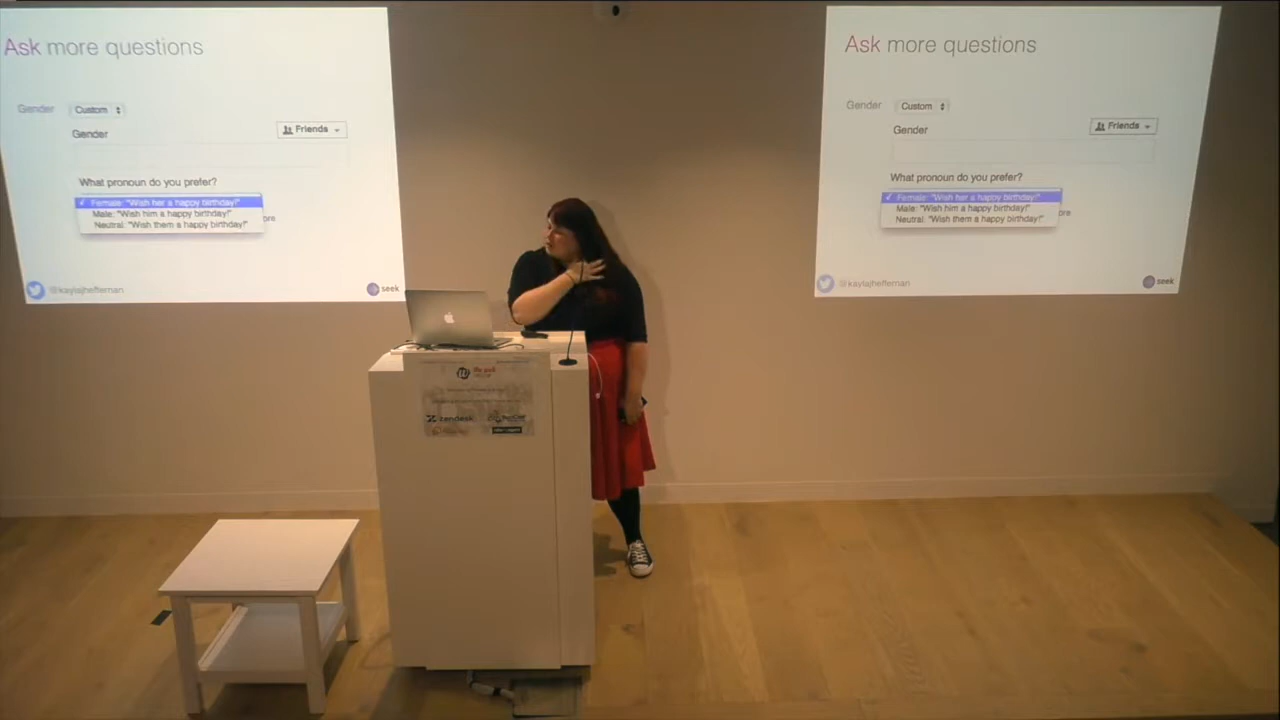 Ask more questions
Gender Custom
Gender
Friends
What pronoun do you prefer?
✓ Female: "Wish her a happy birthday!"
Male: "Wish him a happy birthday!"
Neutral: "Wish them a happy birthday!"
ore
@kaylajheffernan
seek
Ask more questions
Gender Custom
Gender
Friends
What pronoun do you prefer?
✓ Female: "Wish her a happy birthday!"
Male: "Wish him a happy birthday!"
Neutral: "Wish them a happy birthday!"
ore
@kaylajheffernan
seek
zendesk